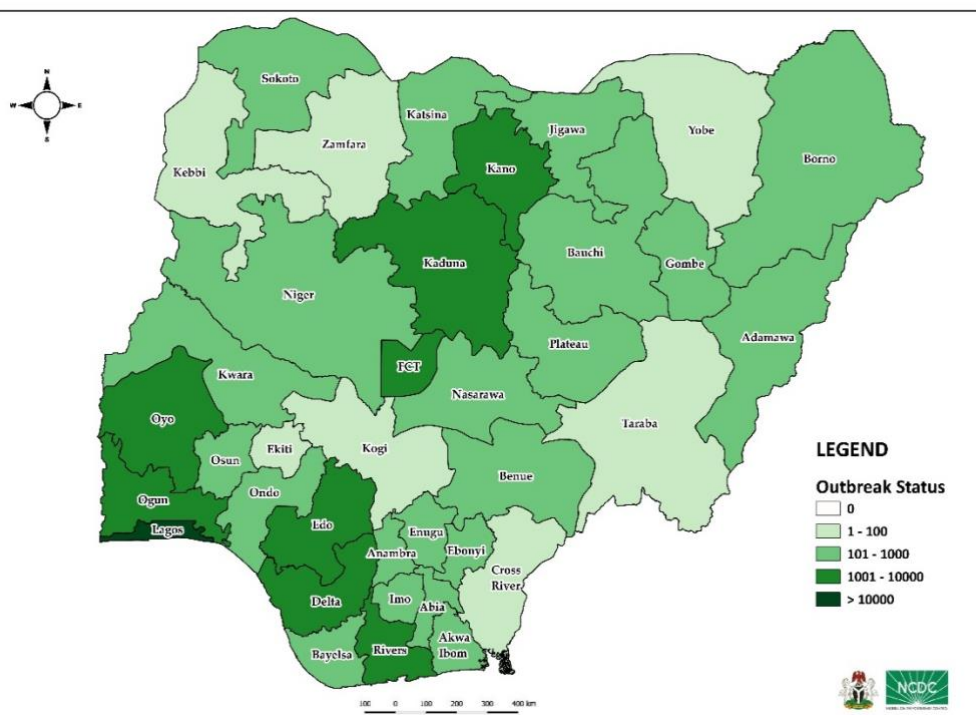 N
W E
S
Sokoto
Katsina
Jigawa
Yobe
Borno
Kebbi
Zamfara
Kano
Kaduna
Bauchi
Gombe
Niger
Adamawa
Plateau
FCT
Kwara
Nasarawa
Taraba
Oyo
Ekiti
Kogi
Osun
Benue
Ondo
Ogun
Lagos
Edo
Enugu
Anambra
Ebonyi
Cross
River
Delta
Imo
Abia
Akwa
Ibom
Bayelsa
Rivers
LEGEND
Outbreak Status
0
1 - 100
101 - 1000
1001 - 10000
> 10000
100 0 100 200 300 400 km
NCDC